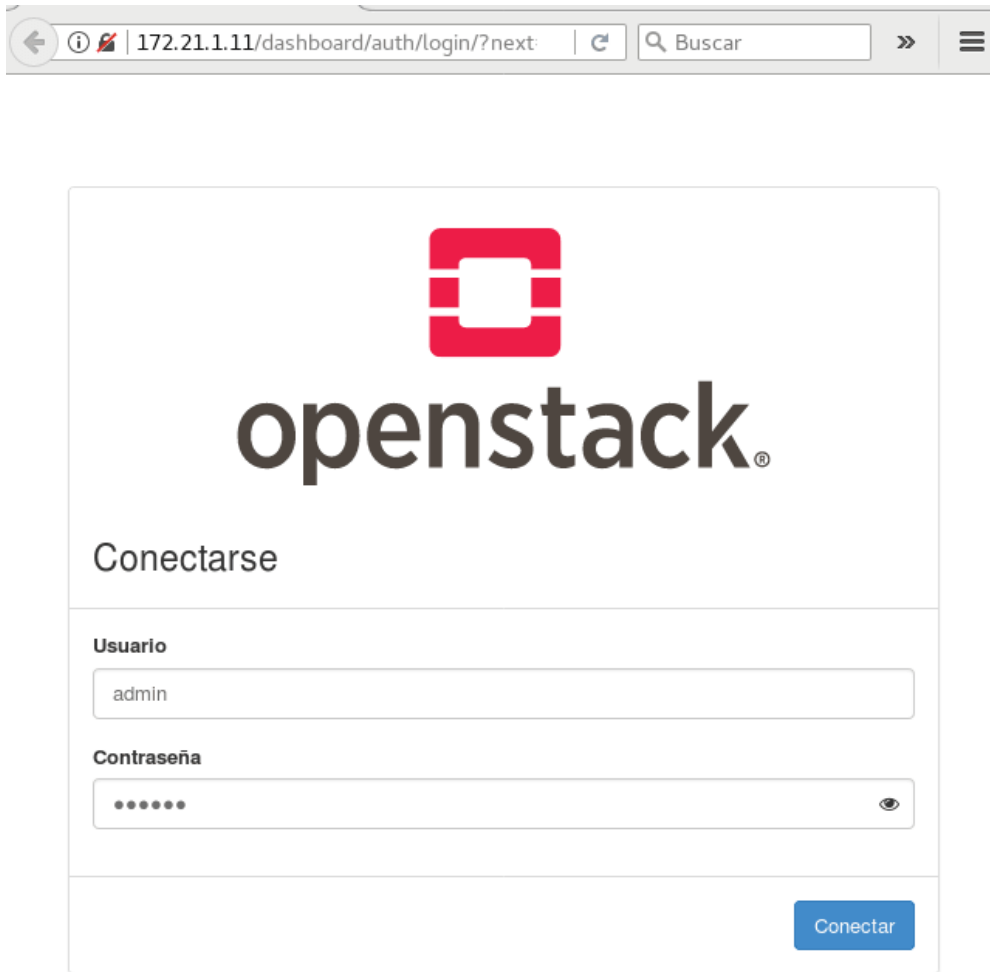 172.21.1.11/dashboard/auth/login/?next
Buscar
openstack®
Conectarse
Usuario
admin
Contraseña
••••••
Conectar